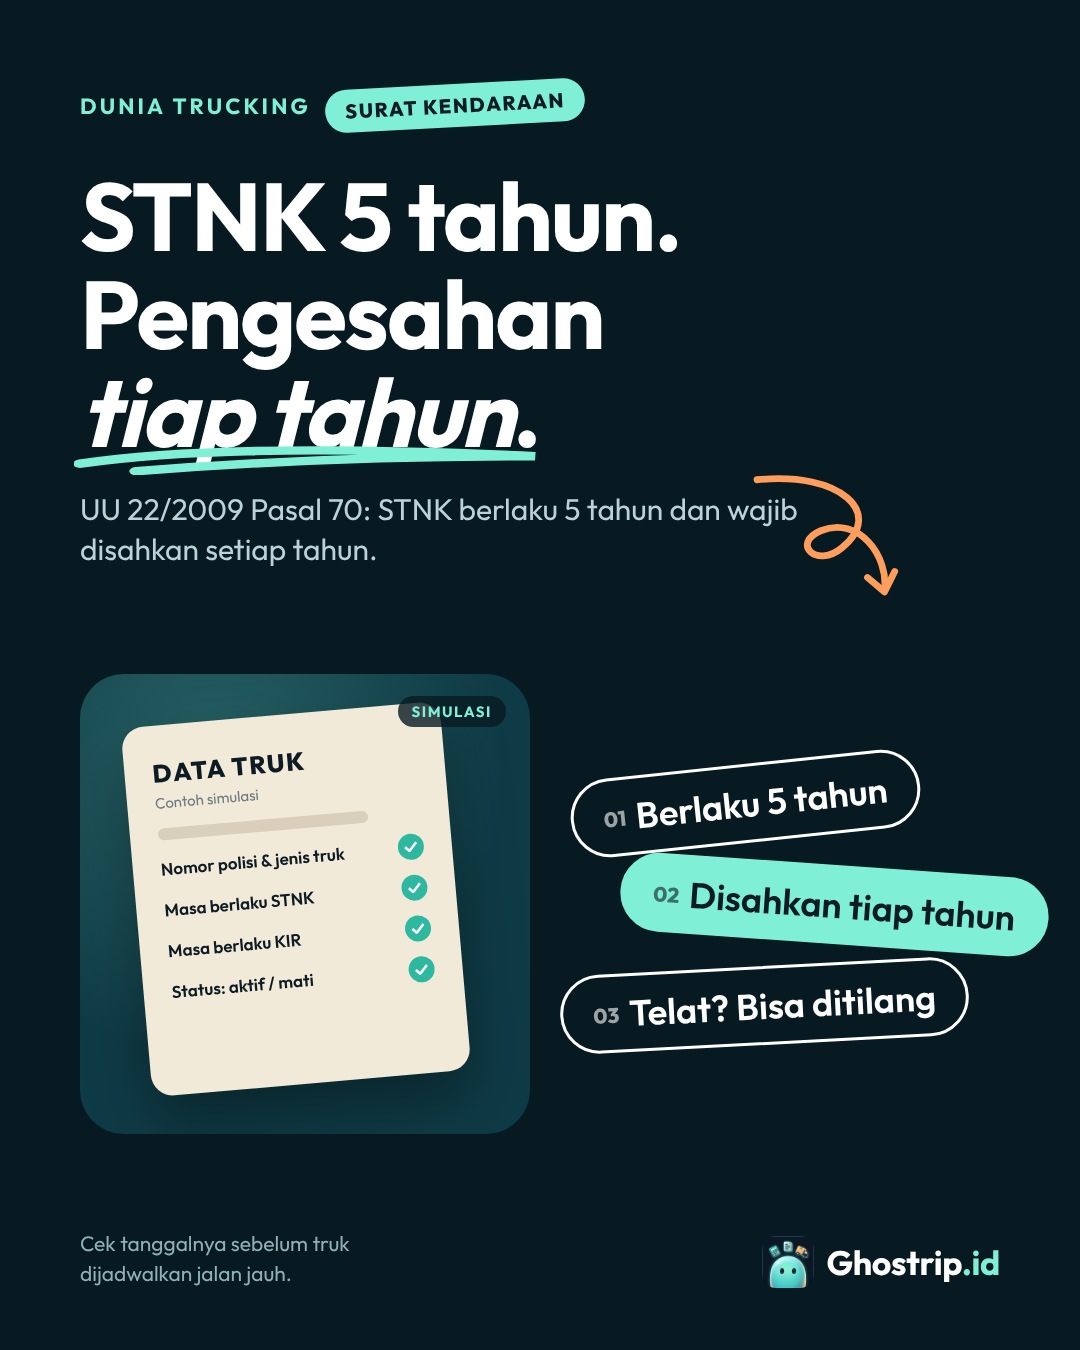 DUNIA TRUCKING
SURAT KENDARAAN
STNK 5 tahun.
Pengesahan
tiap tahun.
UU 22/2009 Pasal 70: STNK berlaku 5 tahun dan wajib
disahkan setiap tahun.
SIMULASI
DATA TRUK
Contoh simulasi
Nomor polisi & jenis truk
Masa berlaku STNK
Masa berlaku KIR
Status: aktif / mati
01 Berlaku 5 tahun
02 Disahkan tiap tahun
03 Telat? Bisa ditilang
Cek tanggalnya sebelum truk
dijadwalkan jalan jauh.
Ghostrip.id